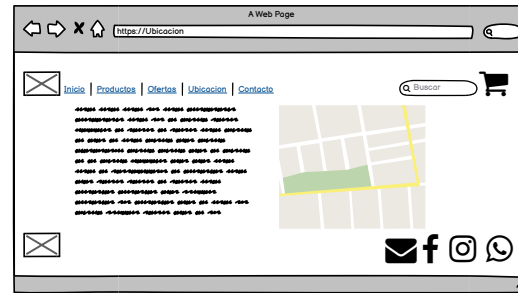 A Web Page
https://Ubicacion
Inicio Productos Ofertas Ubicacion Contacto
Buscar